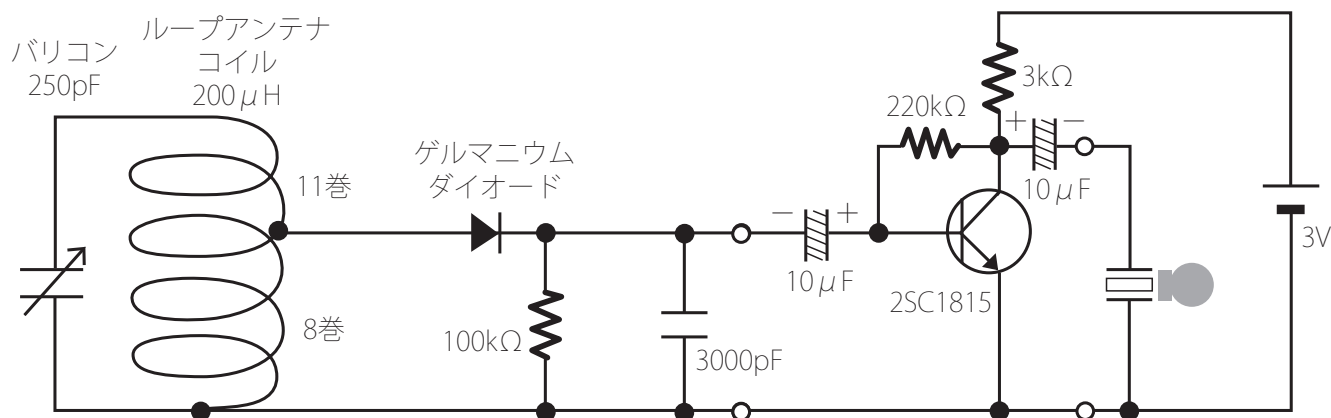 バリコン
250pF
ループアンテナ
コイル
200μH
11巻
8巻
ゲルマニウム
ダイオード
100kΩ
3000pF
− +
10μF
220kΩ
3kΩ
+ −
10μF
2SC1815
3V